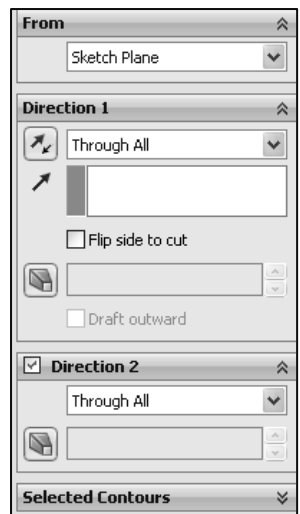 From
Sketch Plane
Direction 1
Through All
Flip side to cut
Draft outward
Direction 2
Through All
Selected Contours